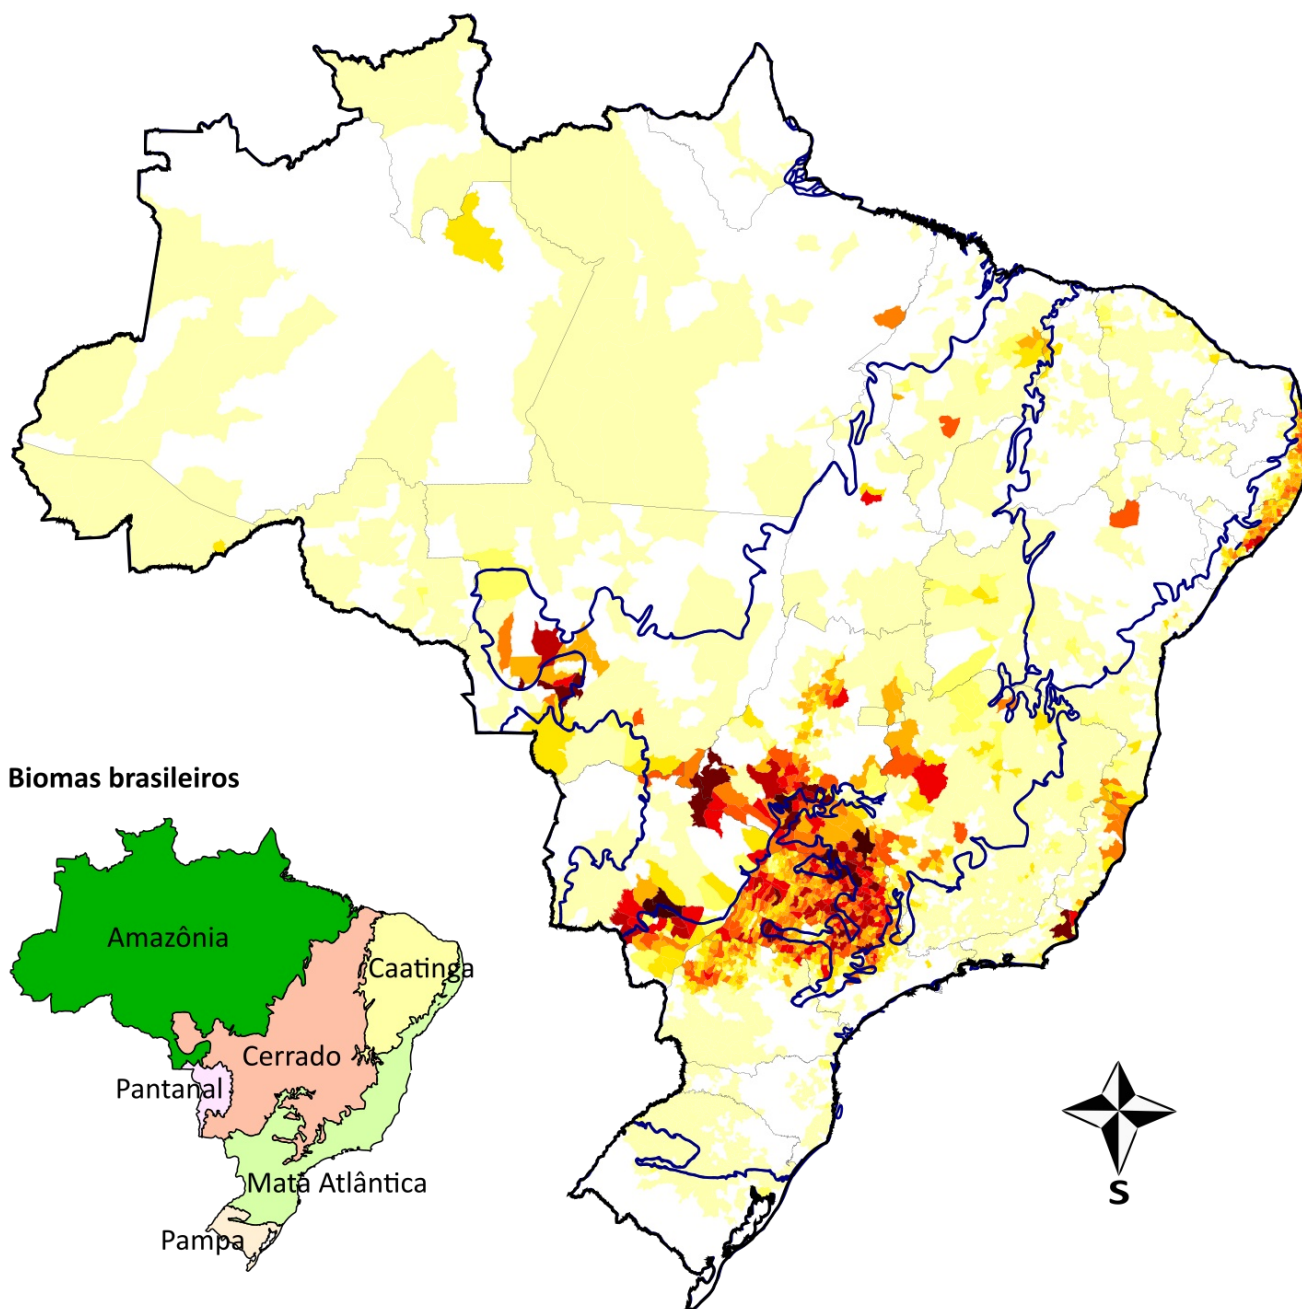 Biomas brasileiros
Amazônia
Caatinga
Cerrado
Pantanal
Mata Atlântica
Pampa
S